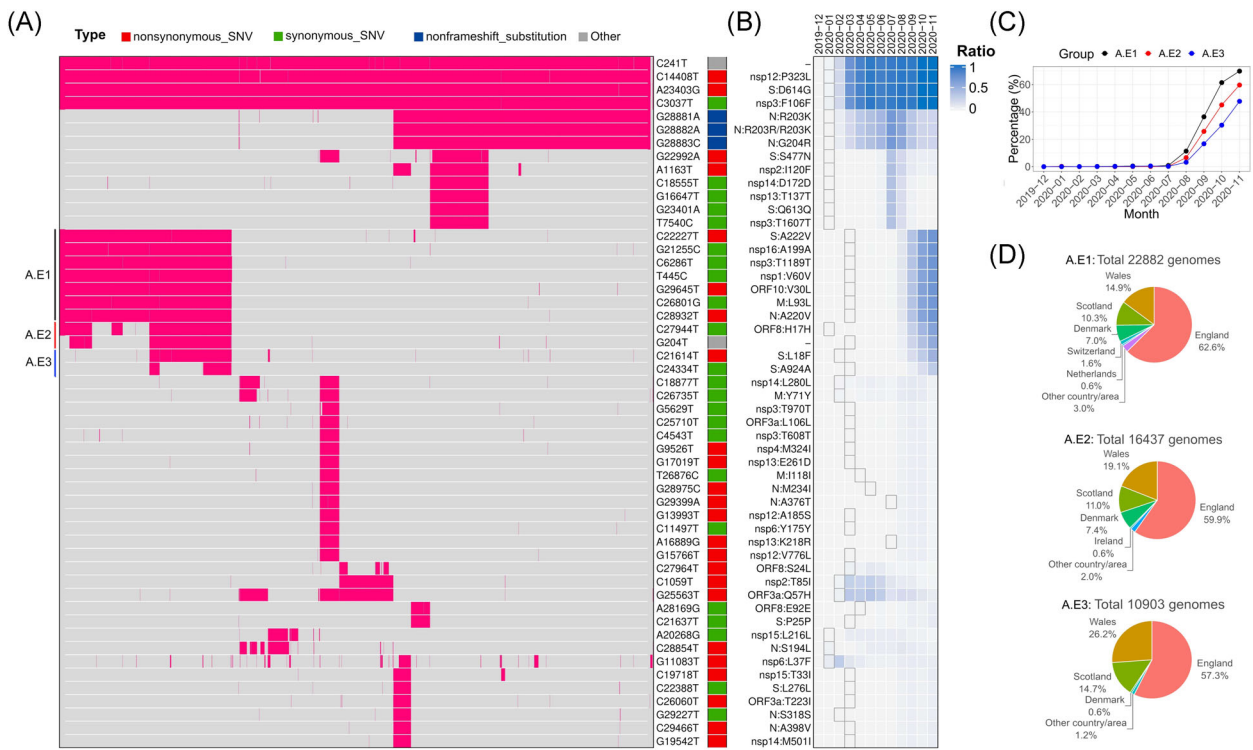 (A)
Type nonsynonymous_SNV synonymous_SNV nonframeshift_substitution Other
A.E1
A.E2
A.E3
C241T
C14408T
A23403G
C3037T
G28881A
G28882A
G28883C
G22992A
A1163T
C18555T
G16647T
G23401A
T7540C
C22227T
G21255C
C6286T
T445C
G29645T
C26801G
C28932T
C27944T
G204T
C21614T
C24334T
C18877T
C26735T
G5629T
C25710T
C4543T
G9526T
G17019T
T26876C
G28975C
G29399A
G13993T
C11497T
A16889G
G15766T
C27964T
C1059T
G25563T
A28169G
C21637T
A20268G
C28854T
G11083T
C19718T
C22388T
C26060T
G29227T
C29466T
G19542T
(B)
2019−12
2020−01
2020−02
2020−03
2020−04
2020−05
2020−06
2020−07
2020−08
2020−09
2020−10
2020−11
Ratio
1
0.5
0
–
nsp12:P323L
S:D614G
nsp3:F106F
N:R203K
N:R203R/R203K
N:G204R
S:S477N
nsp2:I120F
nsp14:D172D
nsp13:T137T
S:Q613Q
nsp3:T1607T
S:A222V
nsp16:A199A
nsp3:T1189T
nsp1:V60V
ORF10:V30L
M:L93L
N:A220V
ORF8:H17H
–
S:L18F
S:A924A
nsp14:L280L
M:Y71Y
nsp3:T970T
ORF3a:L106L
nsp3:T608T
nsp4:M324I
nsp13:E261D
M:I118I
N:M234I
N:A376T
nsp12:A185S
nsp6:Y175Y
nsp13:K218R
nsp12:V776L
ORF8:S24L
nsp2:T85I
ORF3a:Q57H
ORF8:E92E
S:P25P
nsp15:L216L
N:S194L
nsp6:L37F
nsp15:T33I
S:L276L
ORF3a:T223I
N:S318S
N:A398V
nsp14:M501I
(C)
Group A.E1 A.E2 A.E3
Percentage (%)
60
40
20
0
2019−12
2020−01
2020−02
2020−03
2020−04
2020−05
2020−06
2020−07
2020−08
2020−09
2020−10
2020−11
Month
(D)
A.E1: Total 22882 genomes
Wales
14.9%
Scotland
10.3%
Denmark
7.0%
Switzerland
1.6%
Netherlands
0.6%
Other country/area
3.0%
England
62.6%
A.E2: Total 16437 genomes
Wales
19.1%
Scotland
11.0%
Denmark
7.4%
Ireland
0.6%
Other country/area
2.0%
England
59.9%
A.E3: Total 10903 genomes
Wales
26.2%
Scotland
14.7%
Denmark
0.6%
Other country/area
1.2%
England
57.3%